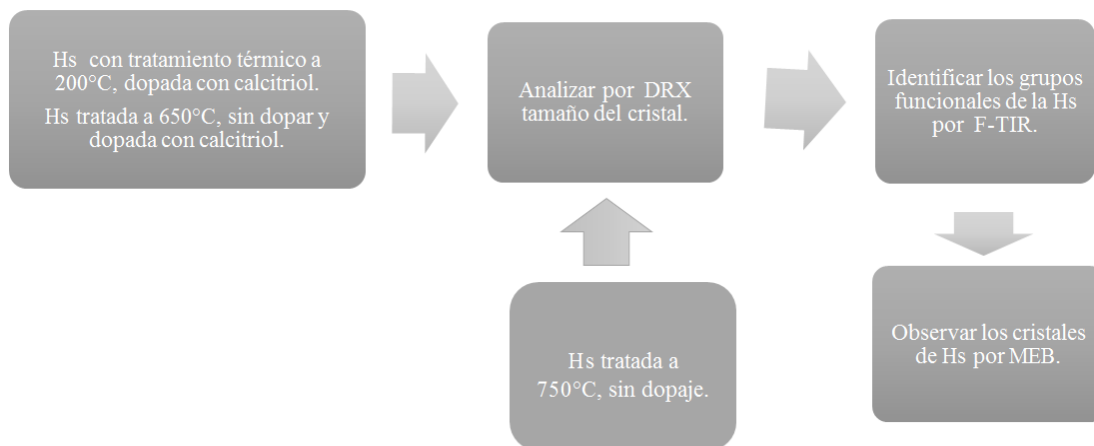 Hs con tratamiento térmico a
200°C, dopada con calcitriol.
Hs tratada a 650°C, sin dopar y
dopada con calcitriol.
Analizar por DRX
tamaño del cristal.
Identificar los grupos
funcionales de la Hs
por F-TIR.
Hs tratada a
750°C, sin dopaje.
Observar los cristales
de Hs por MEB.